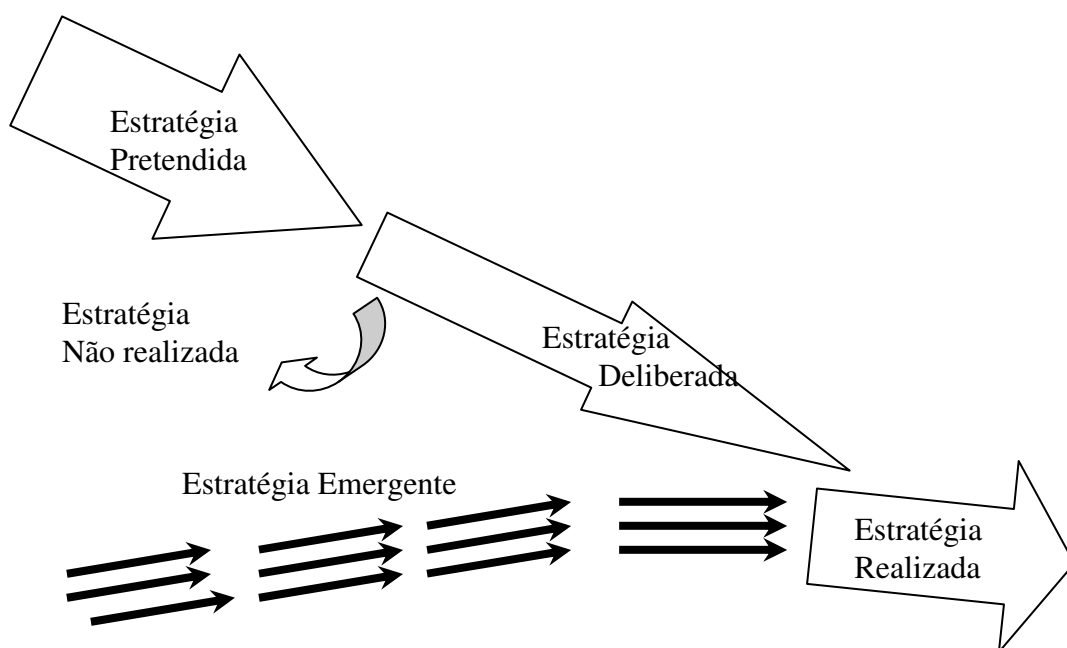 Estratégia
Pretendida
Estratégia
Não realizada
Estratégia
Deliberada
Estratégia Emergente
Estratégia
Realizada